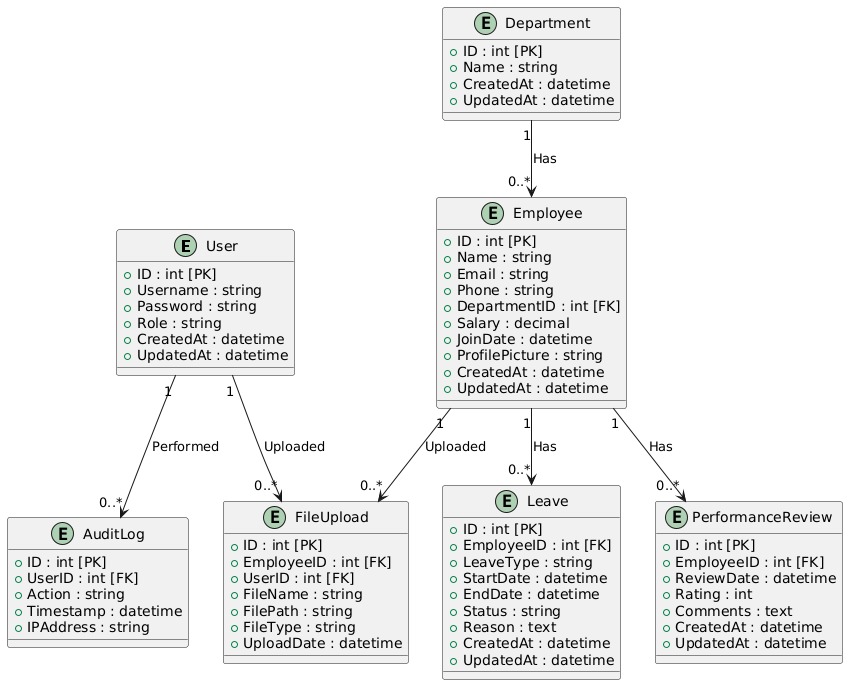 E Department
ID : int [PK]
Name : string
CreatedAt : datetime
UpdatedAt : datetime
1
Has
0..*
E Employee
ID : int [PK]
Name : string
Email : string
Phone : string
DepartmentID : int [FK]
Salary : decimal
JoinDate : datetime
ProfilePicture : string
CreatedAt : datetime
UpdatedAt : datetime
E User
ID : int [PK]
Username : string
Password : string
Role : string
CreatedAt : datetime
UpdatedAt : datetime
1
Performed
0..*
1
Uploaded
0..*
1
Uploaded
0..*
1
Has
0..*
1
Has
0..*
E AuditLog
ID : int [PK]
UserID : int [FK]
Action : string
Timestamp : datetime
IPAddress : string
E FileUpload
ID : int [PK]
EmployeeID : int [FK]
UserID : int [FK]
FileName : string
FilePath : string
FileType : string
UploadDate : datetime
E Leave
ID : int [PK]
EmployeeID : int [FK]
LeaveType : string
StartDate : datetime
EndDate : datetime
Status : string
Reason : text
CreatedAt : datetime
UpdatedAt : datetime
E PerformanceReview
ID : int [PK]
EmployeeID : int [FK]
ReviewDate : datetime
Rating : int
Comments : text
CreatedAt : datetime
UpdatedAt : datetime